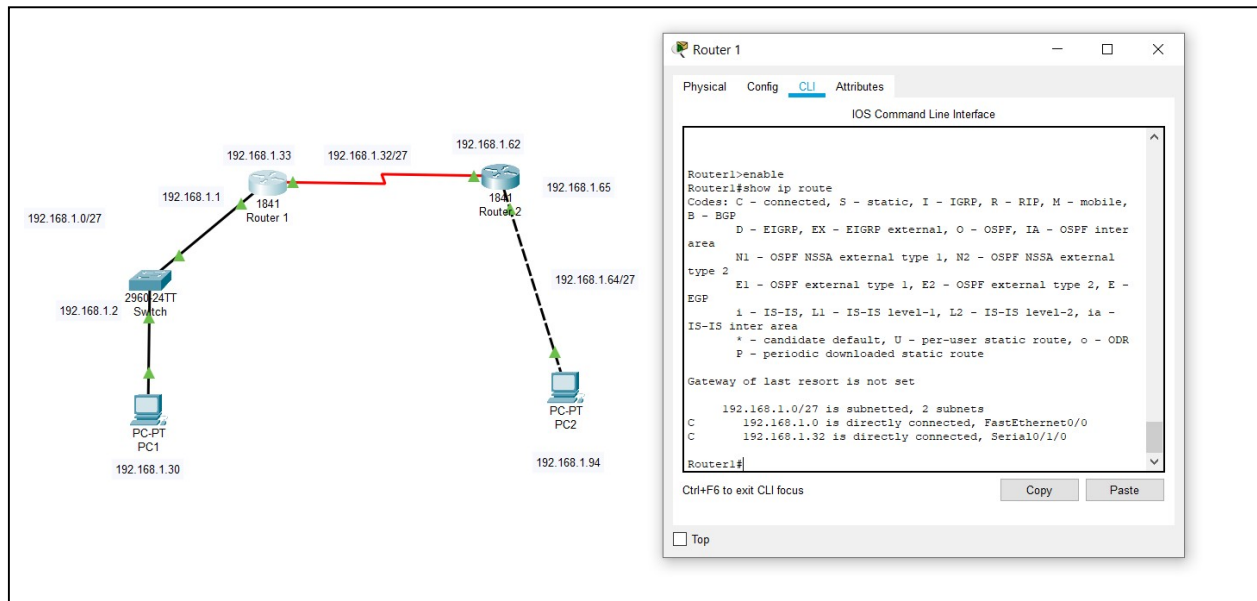 192.168.1.33
192.168.1.32/27
192.168.1.62
192.168.1.1
1841
Router 1
1841
Router 2
192.168.1.65
192.168.1.0/27
192.168.1.64/27
2960-24TT
Switch
192.168.1.2
PC-PT
PC1
192.168.1.30
PC-PT
PC2
192.168.1.94
Router 1
Physical Config CLI Attributes
IOS Command Line Interface
Router1>enable
Router1#show ip route
Codes: C - connected, S - static, I - IGRP, R - RIP, M - mobile,
B - BGP
D - EIGRP, EX - EIGRP external, O - OSPF, IA - OSPF inter
area
N1 - OSPF NSSA external type 1, N2 - OSPF NSSA external
type 2
E1 - OSPF external type 1, E2 - OSPF external type 2, E -
EGP
i - IS-IS, L1 - IS-IS level-1, L2 - IS-IS level-2, ia -
IS-IS inter area
* - candidate default, U - per-user static route, o - ODR
P - periodic downloaded static route
Gateway of last resort is not set
192.168.1.0/27 is subnetted, 2 subnets
C 192.168.1.0 is directly connected, FastEthernet0/0
C 192.168.1.32 is directly connected, Serial0/1/0
Router1#
Ctrl+F6 to exit CLI focus
Copy Paste
Top